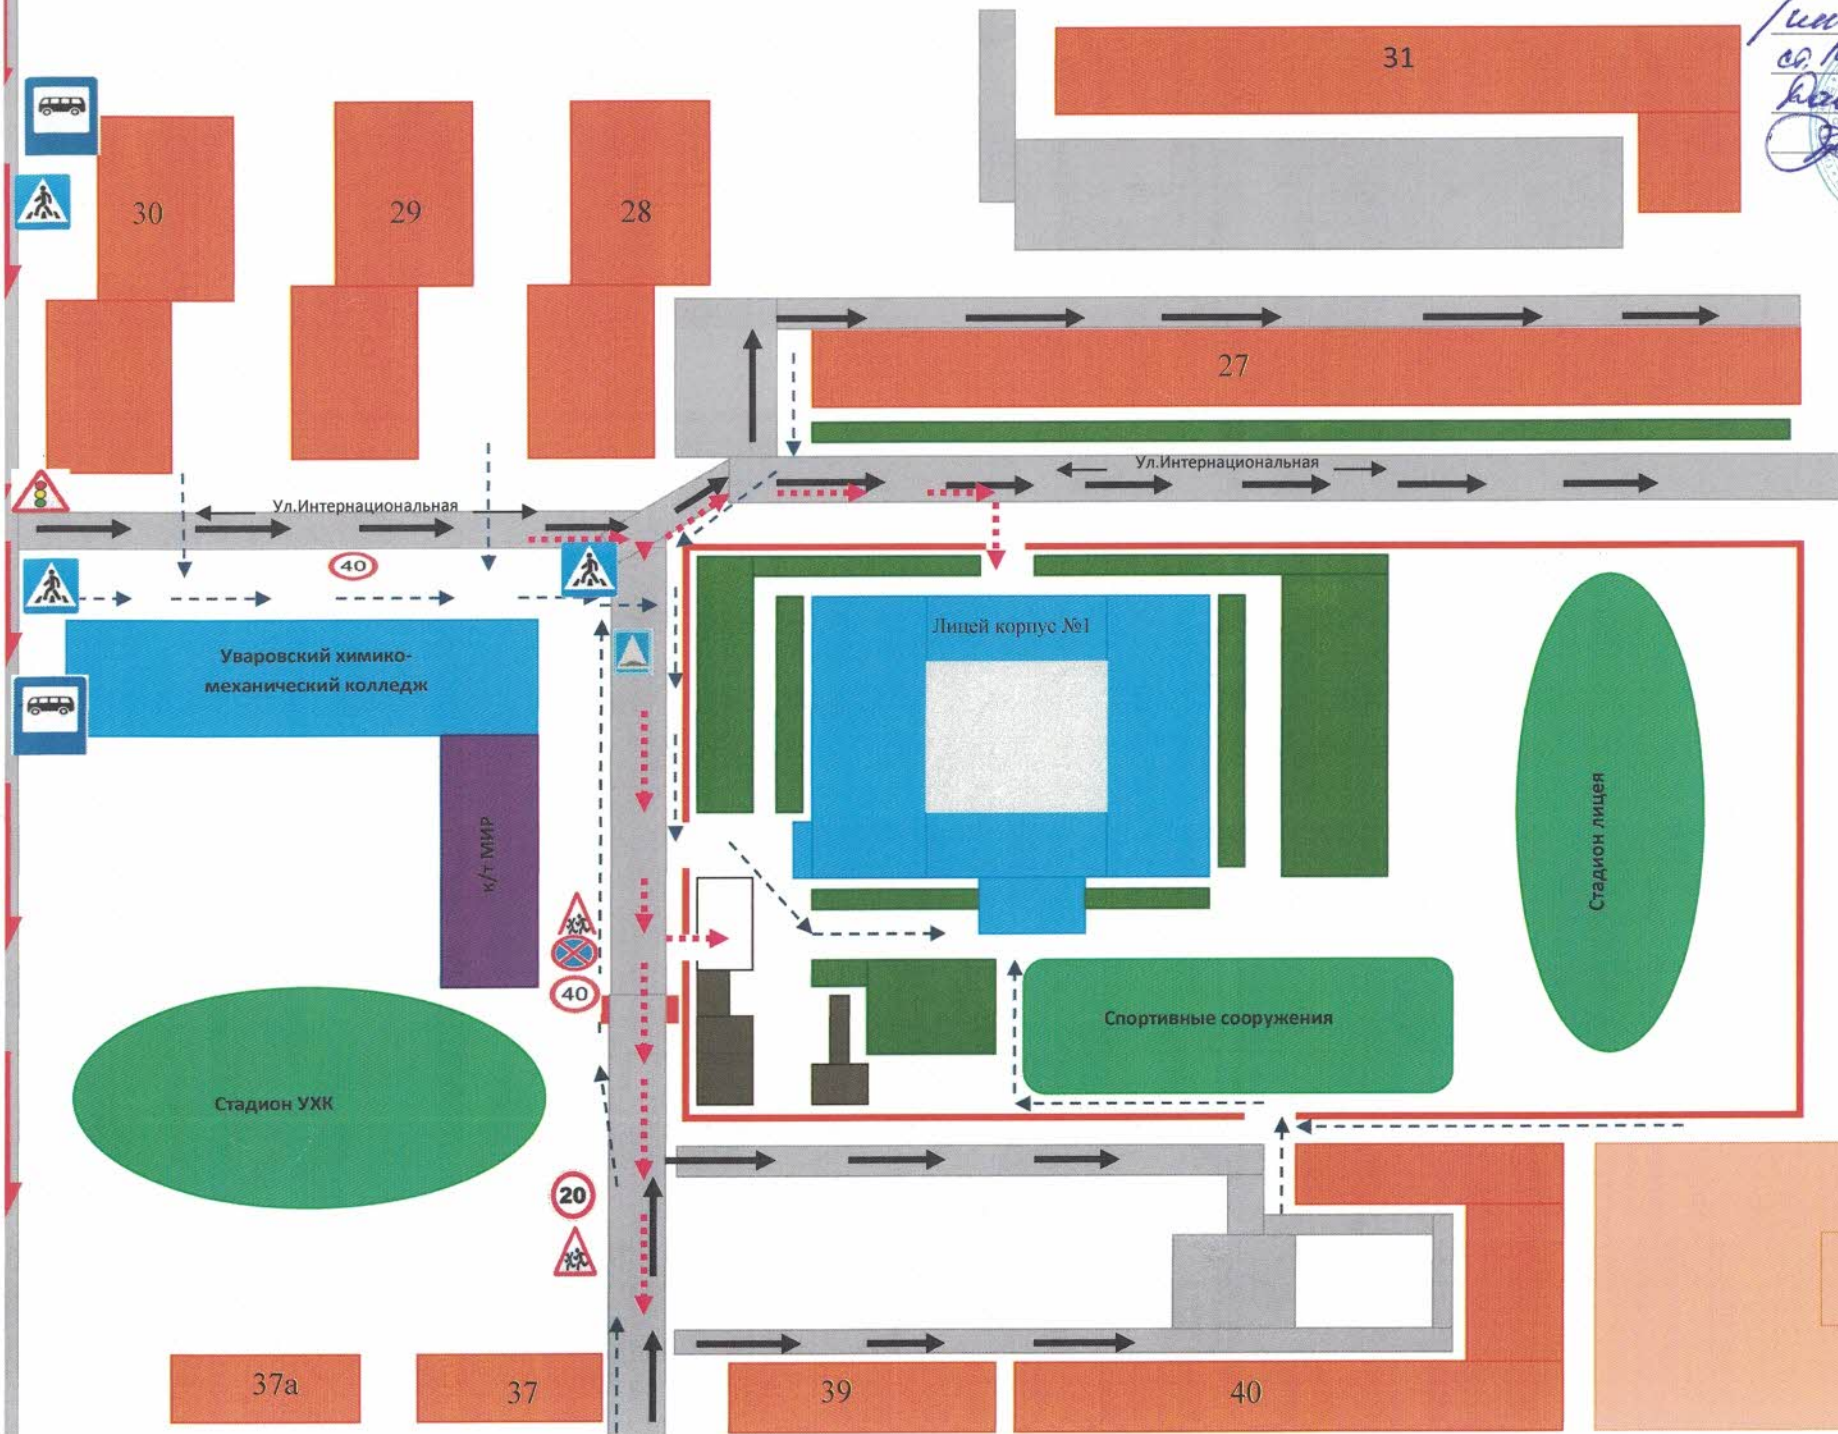 31
30
29
28
27
Ул.Интернациональная
Ул.Интернациональная
40
Лицей корпус №1
Уваровский химико-
механический колледж
к/т МИР
Стадион лицея
40
Спортивные сооружения
Стадион УХК
20
37а
37
39
40